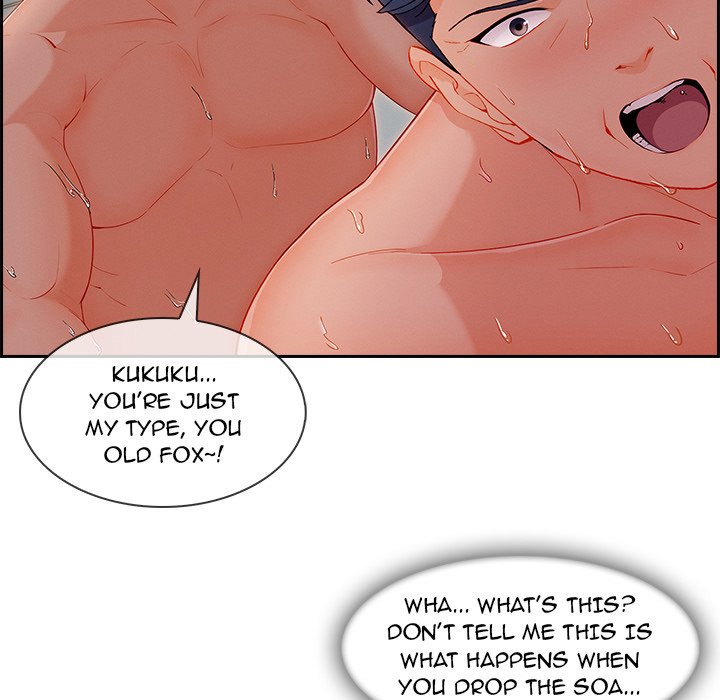 KUKUKU...
YOU'RE JUST
MY TYPE, YOU
OLD FOX~!
WHA... WHAT'S THIS?
DON'T TELL ME THIS IS
WHAT HAPPENS WHEN
YOU DROP THE SOA...